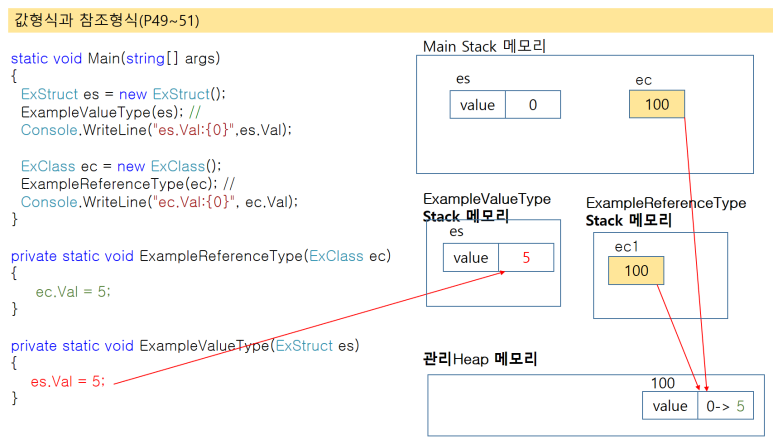 값형식과 참조형식(P49~51)
static void Main(string[] args)
{
ExStruct es = new ExStruct();
ExampleValueType(es); //
Console.WriteLine("es.Val:{0}",es.Val);
ExClass ec = new ExClass();
ExampleReferenceType(ec); //
Console.WriteLine("ec.Val:{0}", ec.Val);
}
private static void ExampleReferenceType(ExClass ec)
{
ec.Val = 5;
}
private static void ExampleValueType(ExStruct es)
{
es.Val = 5;
}
Main Stack 메모리
es
value 0
ec
100
ExampleValueType
Stack 메모리
es
value 5
ExampleReferenceType
Stack 메모리
ec1
100
관리Heap 메모리
100
value 0-> 5